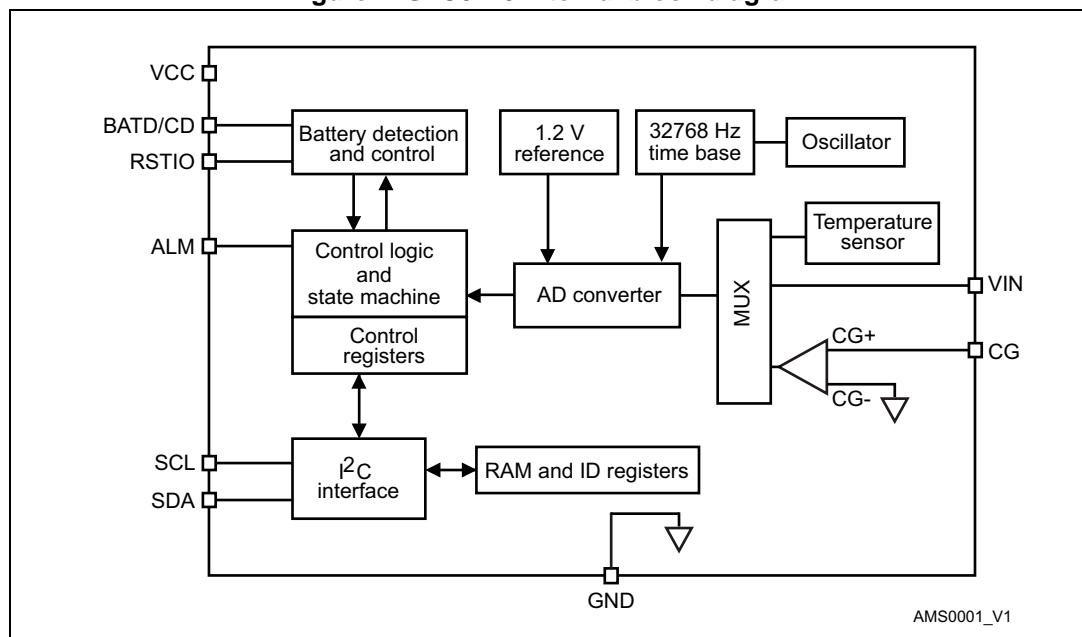 VCC
BATD/CD
RSTIO
ALM
SCL
SDA
Battery detection
and control
1.2 V
reference
32768 Hz
time base
Oscillator
Control logic
and
state machine
Control
registers
AD converter
MUX
Temperature
sensor
VIN
CG+
CG
CG-
I2C
interface
RAM and ID registers
GND
AMS0001_V1